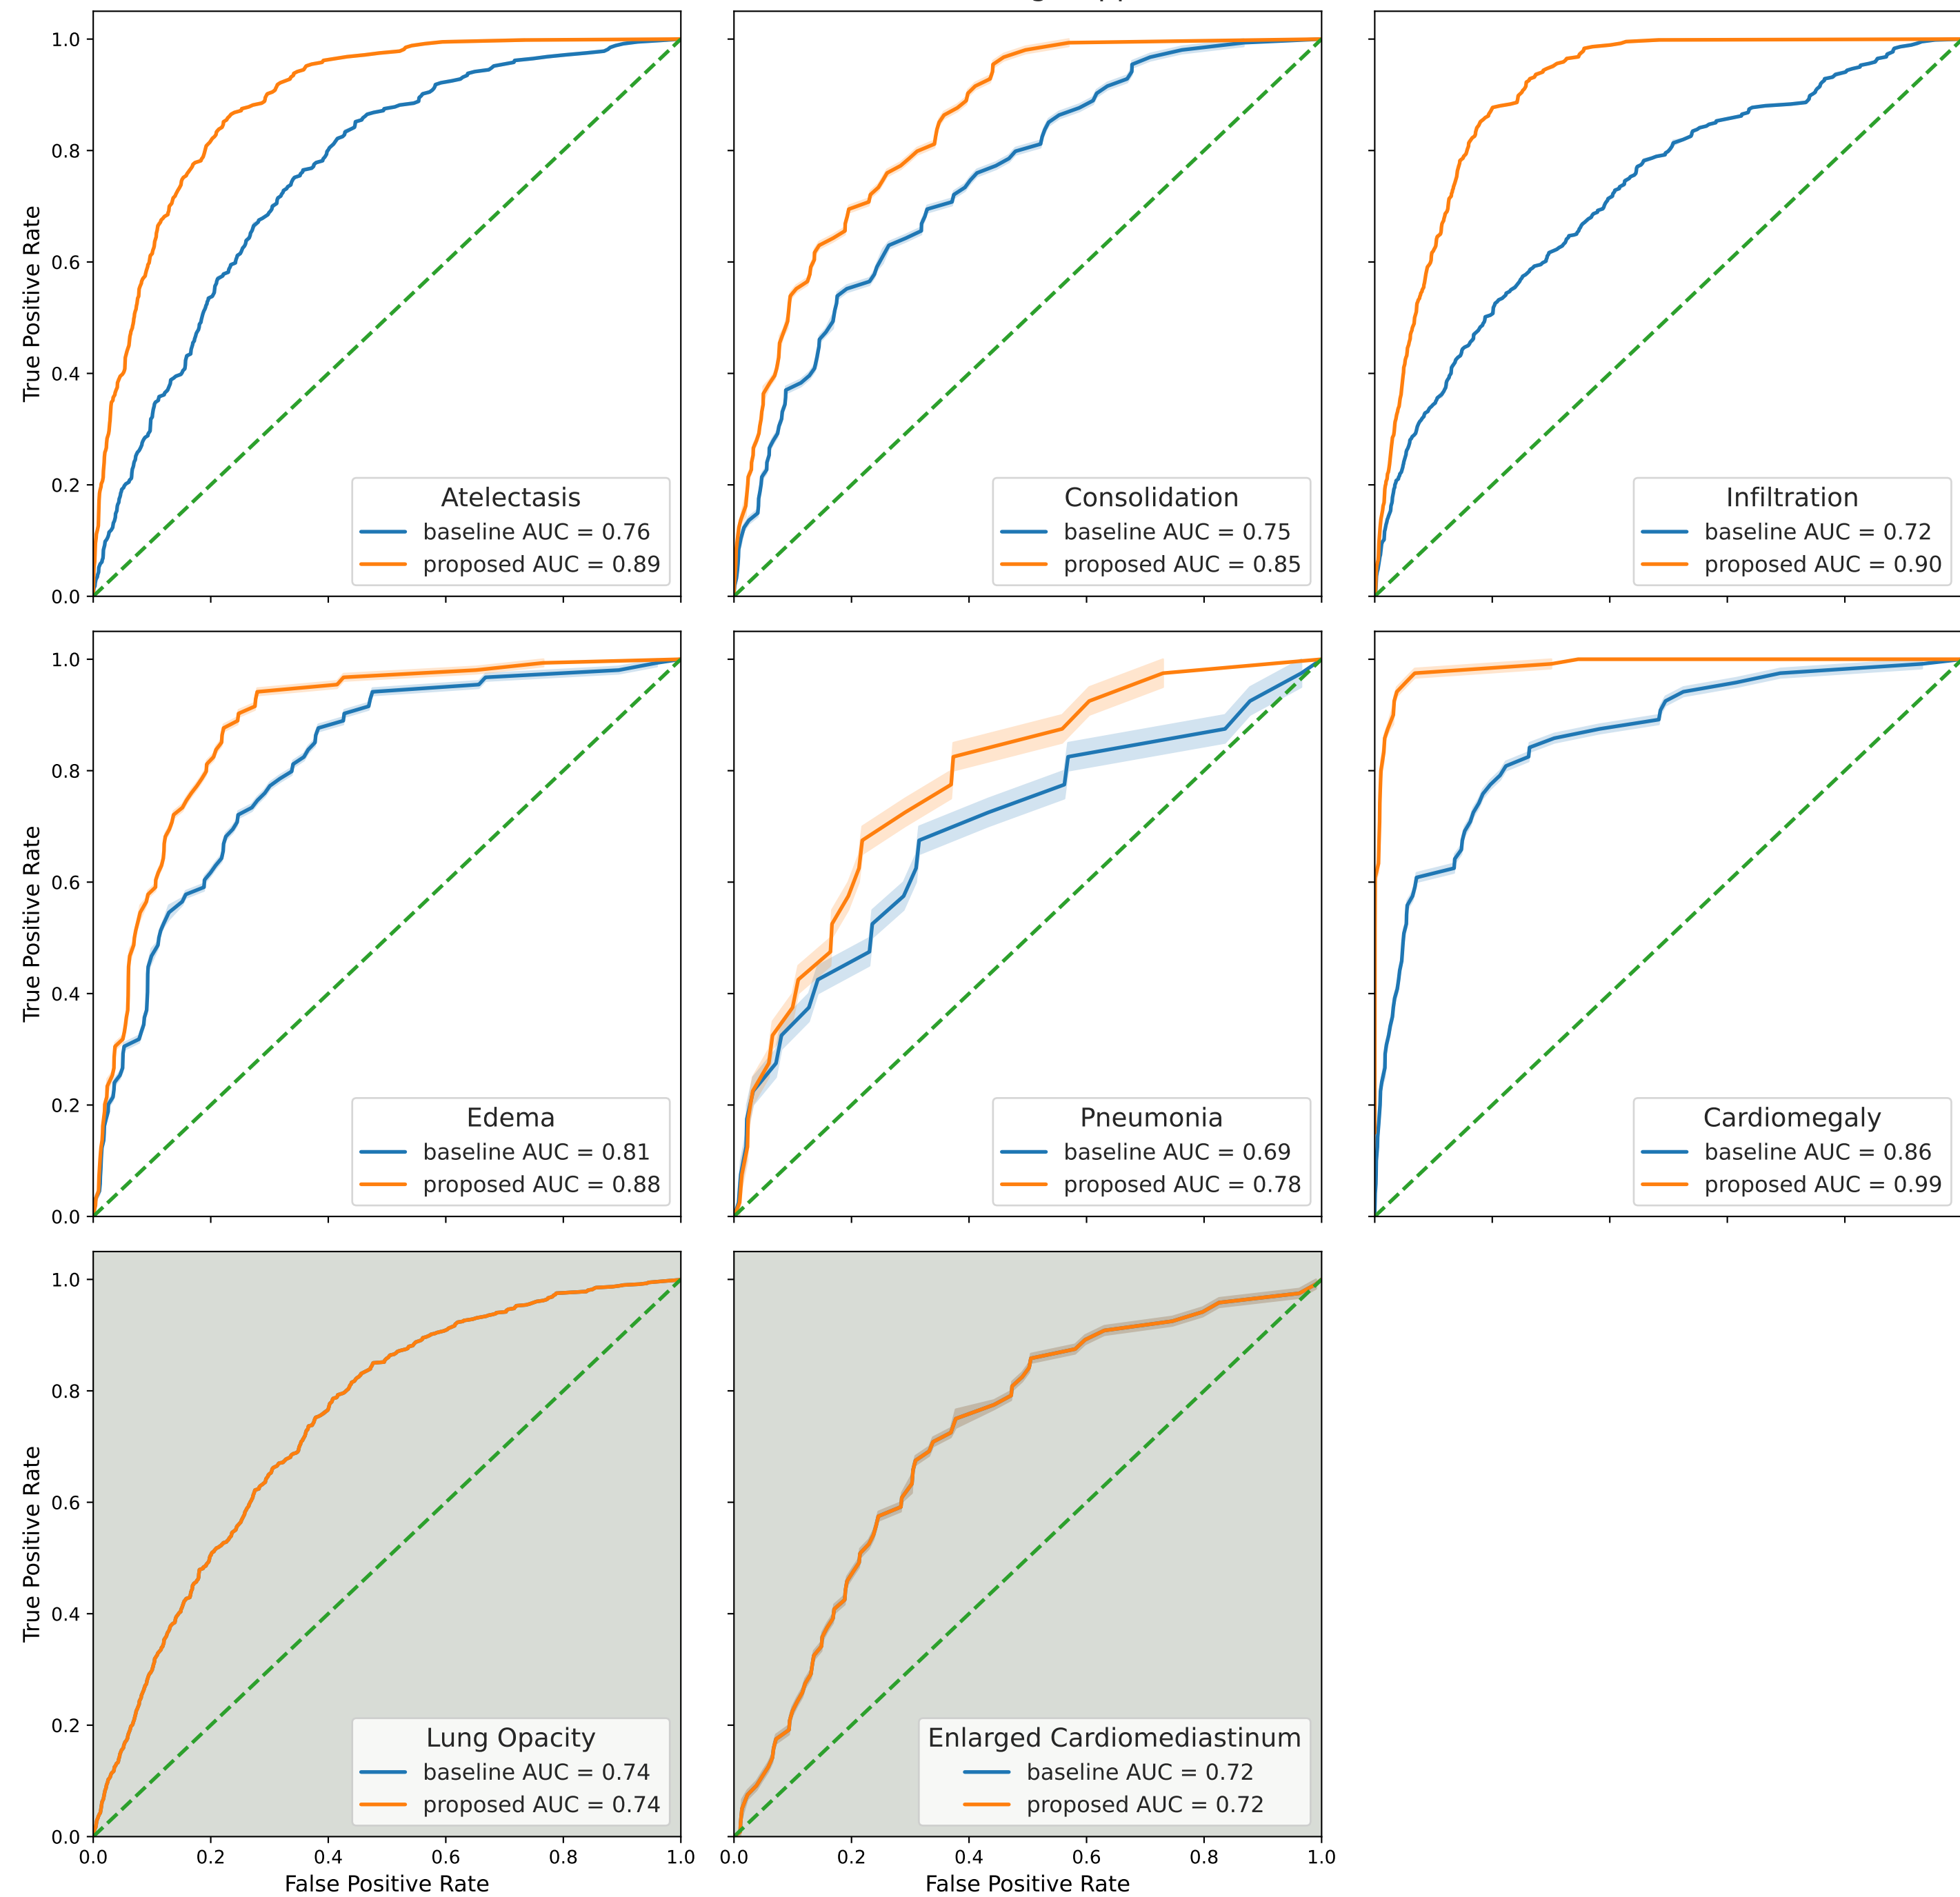 True Positive Rate
1.0
0.8
0.6
0.4
0.2
0.0
Atelectasis
baseline AUC = 0.76
proposed AUC = 0.89
Consolidation
baseline AUC = 0.75
proposed AUC = 0.85
Infiltration
baseline AUC = 0.72
proposed AUC = 0.90
True Positive Rate
1.0
0.8
0.6
0.4
0.2
0.0
Edema
baseline AUC = 0.81
proposed AUC = 0.88
Pneumonia
baseline AUC = 0.69
proposed AUC = 0.78
Cardiomegaly
baseline AUC = 0.86
proposed AUC = 0.99
True Positive Rate
1.0
0.8
0.6
0.4
0.2
0.0
Lung Opacity
baseline AUC = 0.74
proposed AUC = 0.74
0.0 0.2 0.4 0.6 0.8 1.0
False Positive Rate
Enlarged Cardiomediastinum
baseline AUC = 0.72
proposed AUC = 0.72
0.0 0.2 0.4 0.6 0.8 1.0
False Positive Rate